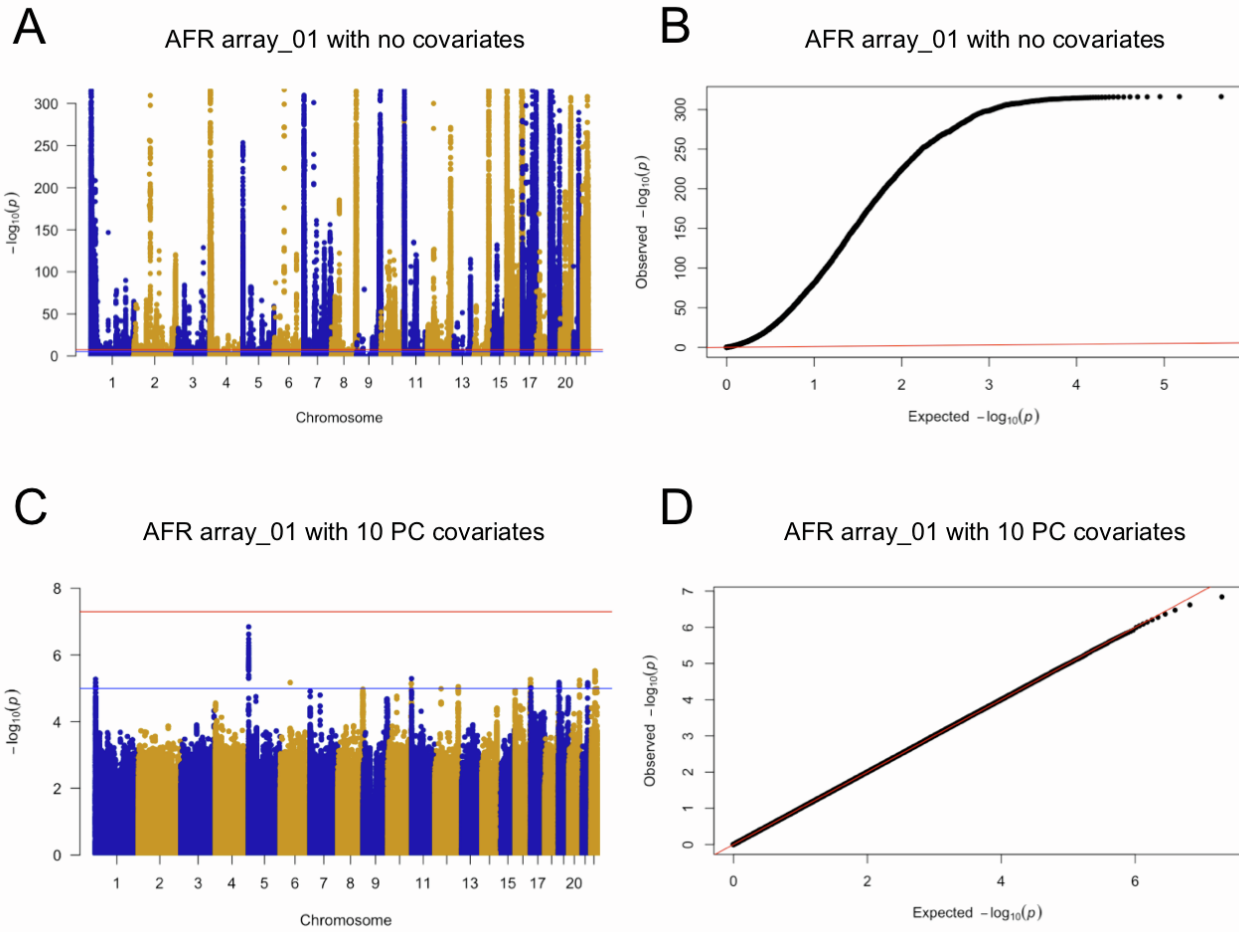 A
AFR array_01 with no covariates
300
250
200
150
100
50
0
−log10(p)
1 2 3 4 5 6 7 8 9 11 13 15 17 20
Chromosome
B
AFR array_01 with no covariates
300
250
200
150
100
50
0
Observed −log10(p)
0 1 2 3 4 5
Expected −log10(p)
C
AFR array_01 with 10 PC covariates
8
6
4
2
0
−log10(p)
1 2 3 4 5 6 7 8 9 11 13 15 17 20
Chromosome
D
AFR array_01 with 10 PC covariates
7
6
5
4
3
2
1
0
Observed −log10(p)
0 2 4 6
Expected −log10(p)